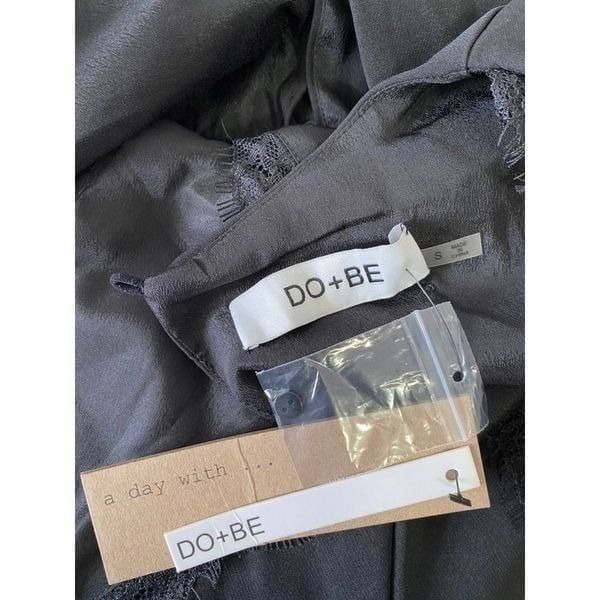 DO+BE
S
MADE
IN
CHINA
a day with ...
DO+BE